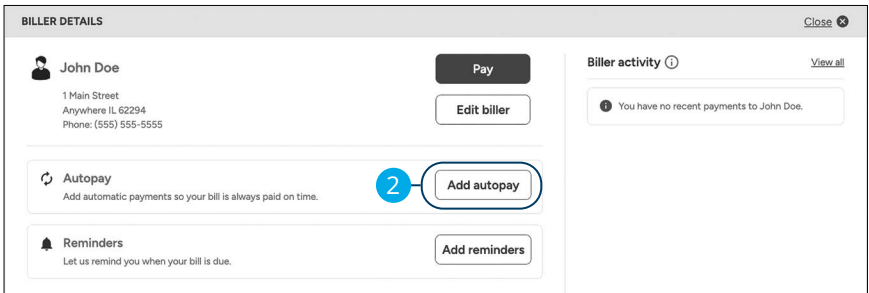 BILLER DETAILS
Close
John Doe
Pay
1 Main Street
Anywhere IL 62294
Phone: (555) 555-5555
Edit biller
Autopay
Add automatic payments so your bill is always paid on time.
2
Add autopay
Reminders
Let us remind you when your bill is due.
Add reminders
Biller activity
View all
You have no recent payments to John Doe.